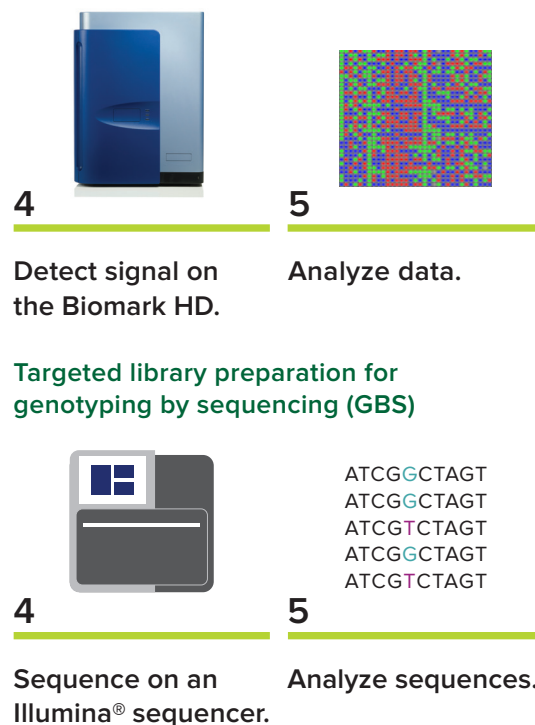 4
5
Detect signal on
the Biomark HD.
Analyze data.
Targeted library preparation for
genotyping by sequencing (GBS)
ATCGGCTAGT
ATCGGCTAGT
ATCGTCTAGT
ATCGGCTAGT
ATCGTCTAGT
4
5
Sequence on an
Illumina® sequencer.
Analyze sequences.